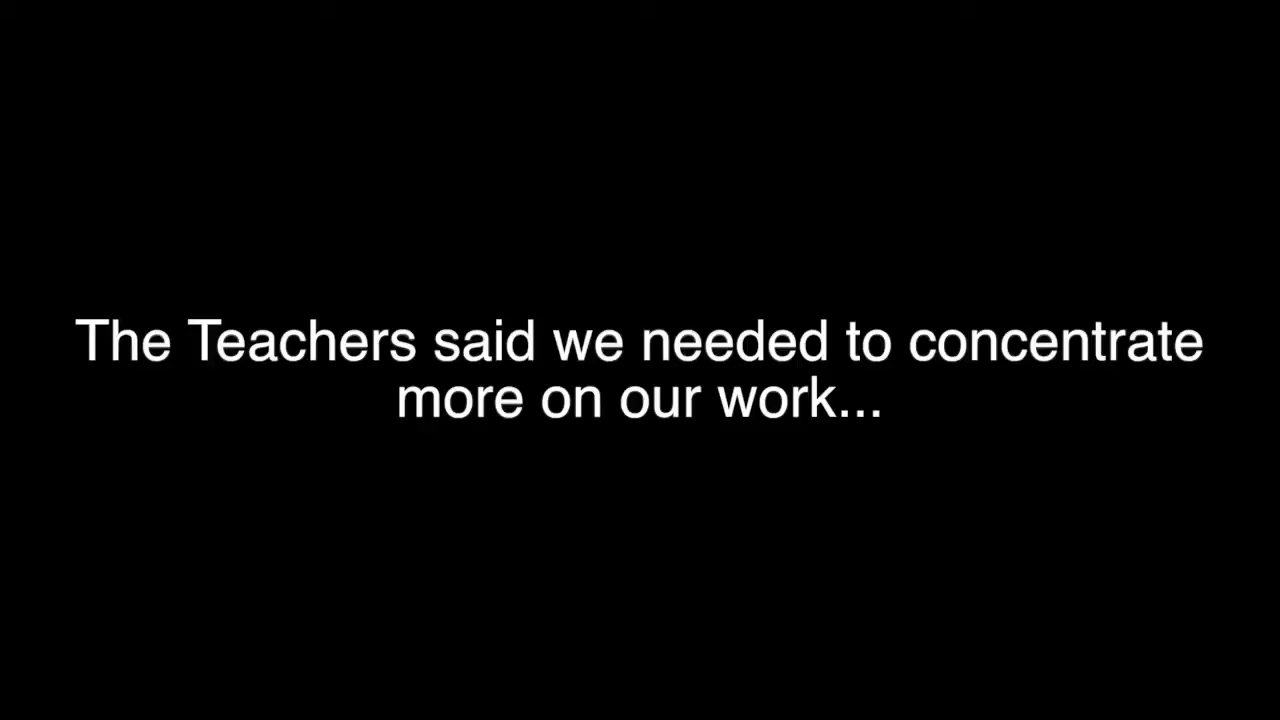 The Teachers said we needed to concentrate
more on our work...